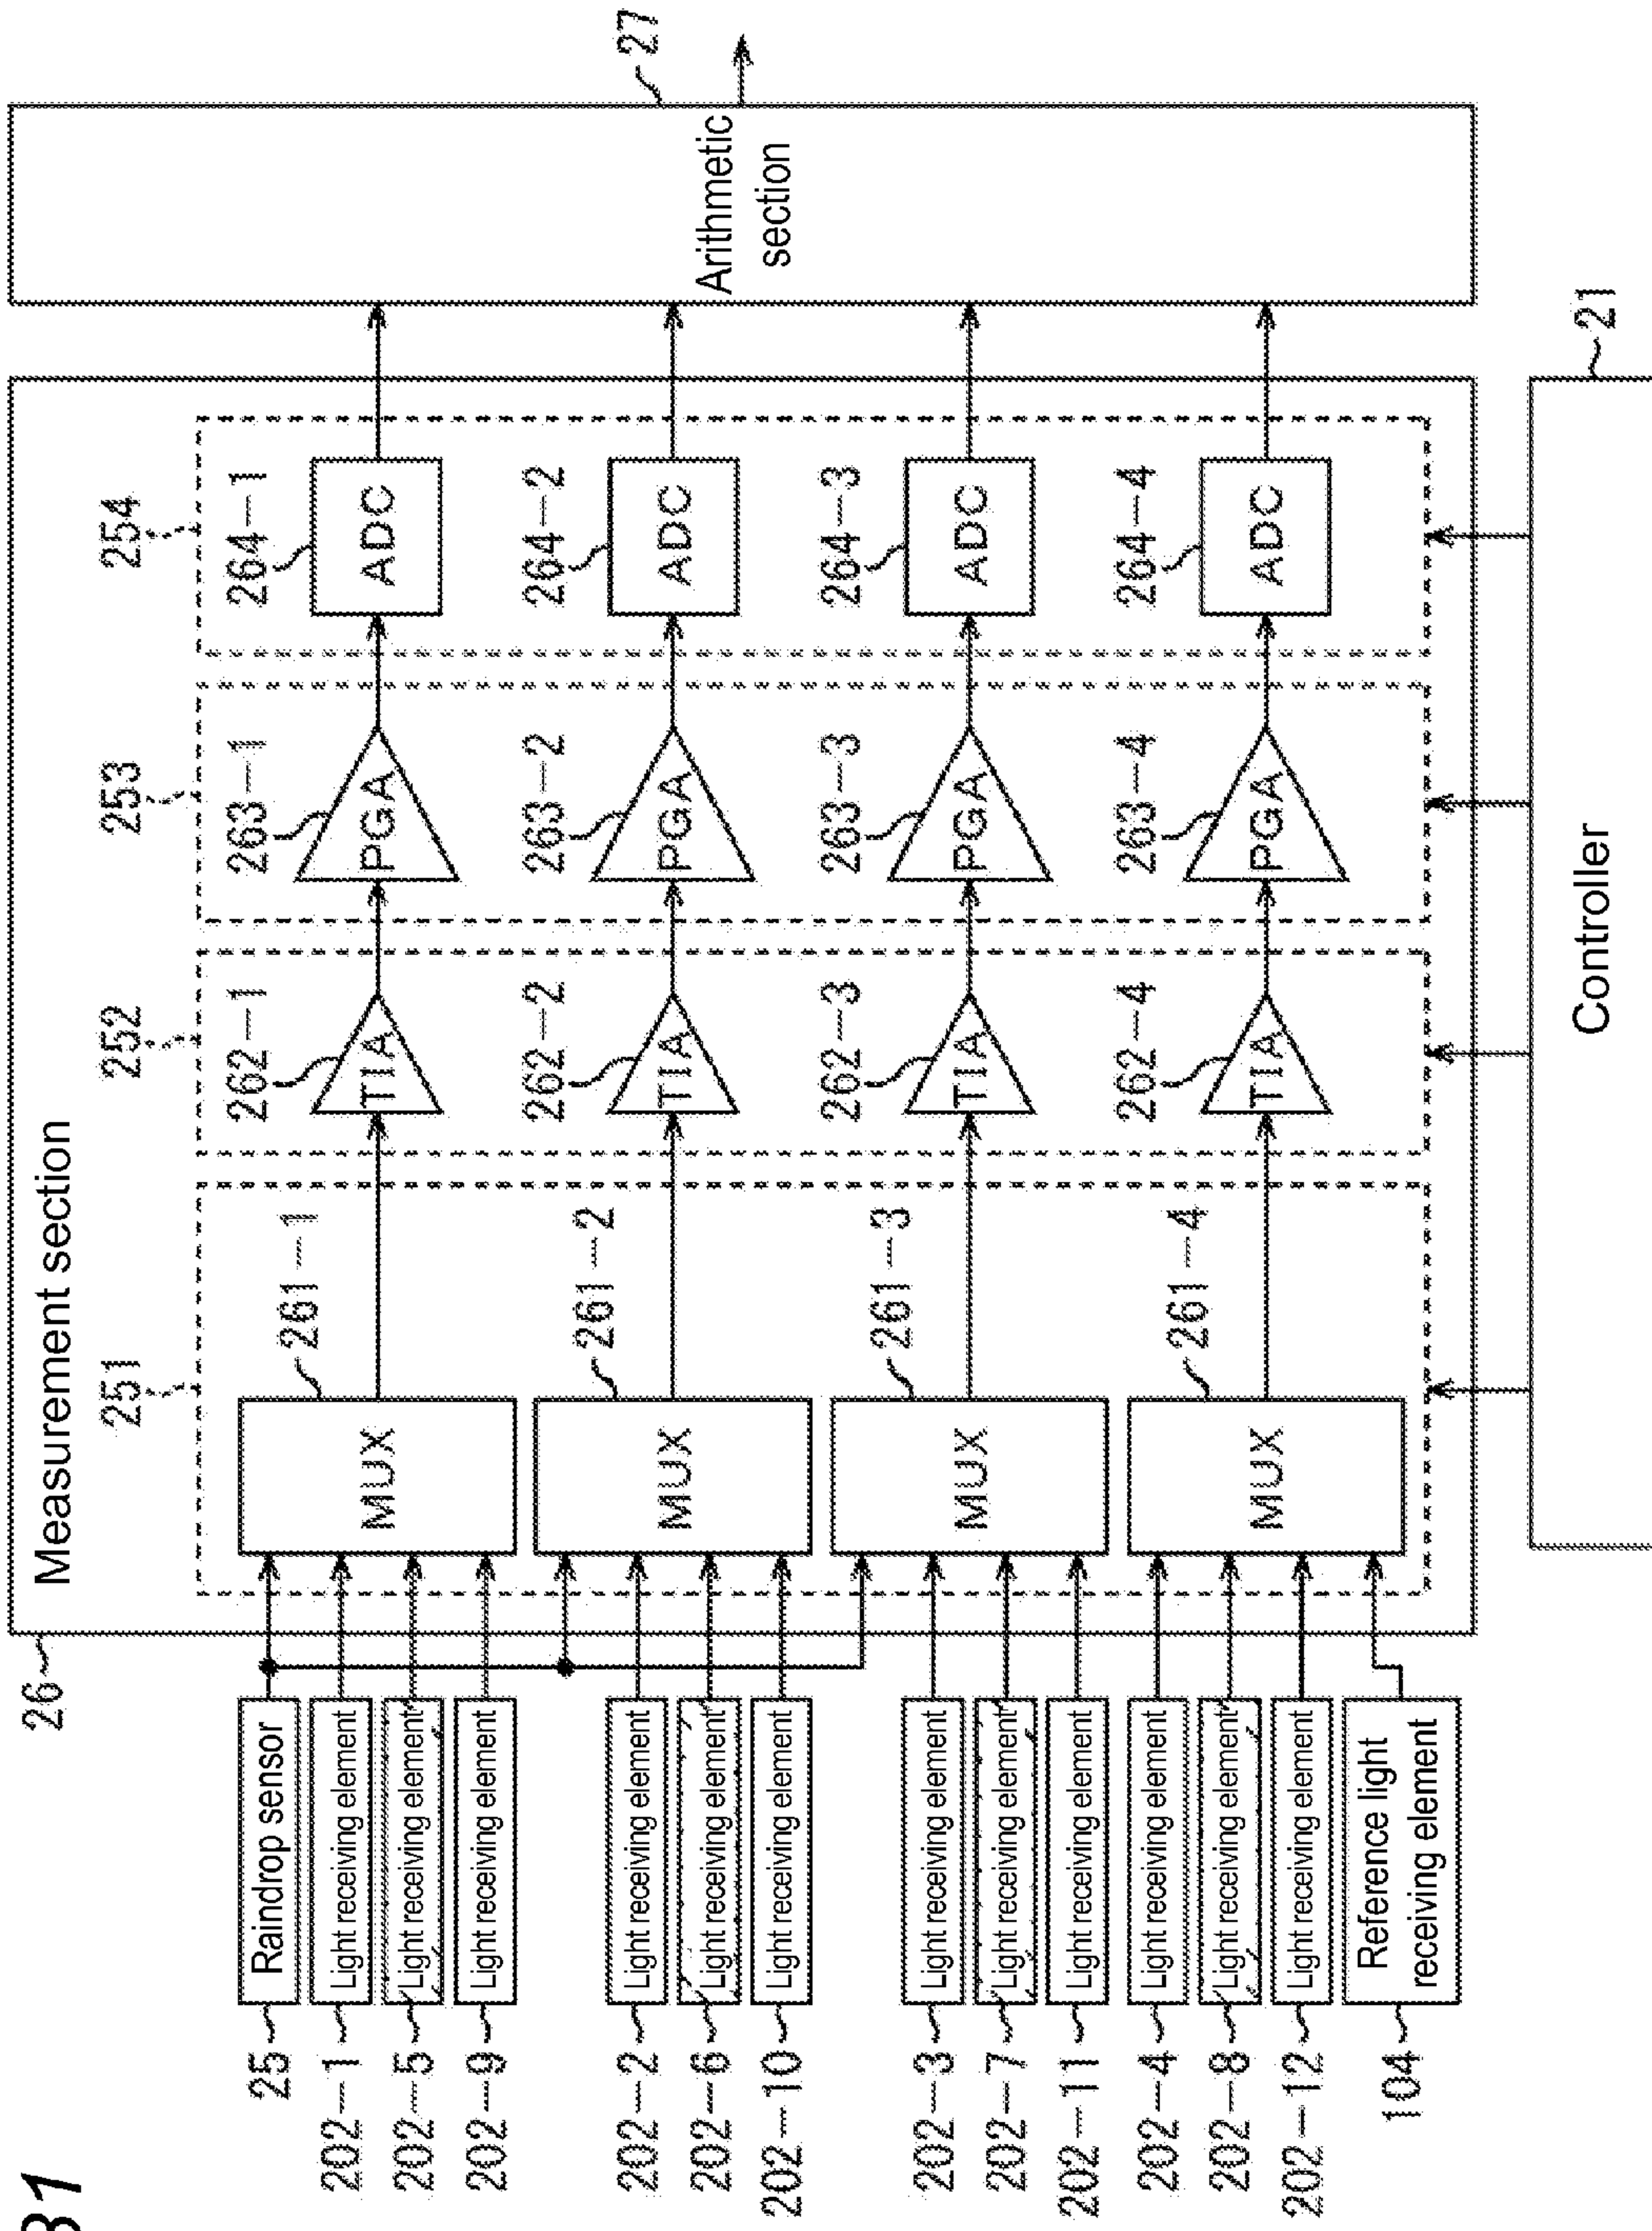 31
Measurement section
26
251
252
253
254
27
Raindrop sensor
25
Light receiving element
202-1
Light receiving element
202-5
Light receiving element
202-9
MUX
261-1
TIA
262-1
PGA
263-1
ADC
264-1
Light receiving element
202-2
Light receiving element
202-6
Light receiving element
202-10
MUX
261-2
TIA
262-2
PGA
263-2
ADC
264-2
Arithmetic
section
Light receiving element
202-3
Light receiving element
202-7
Light receiving element
202-11
MUX
261-3
TIA
262-3
PGA
263-3
ADC
264-3
Light receiving element
202-4
Light receiving element
202-8
Light receiving element
202-12
Reference light
receiving element
104
MUX
261-4
TIA
262-4
PGA
263-4
ADC
264-4
Controller
21